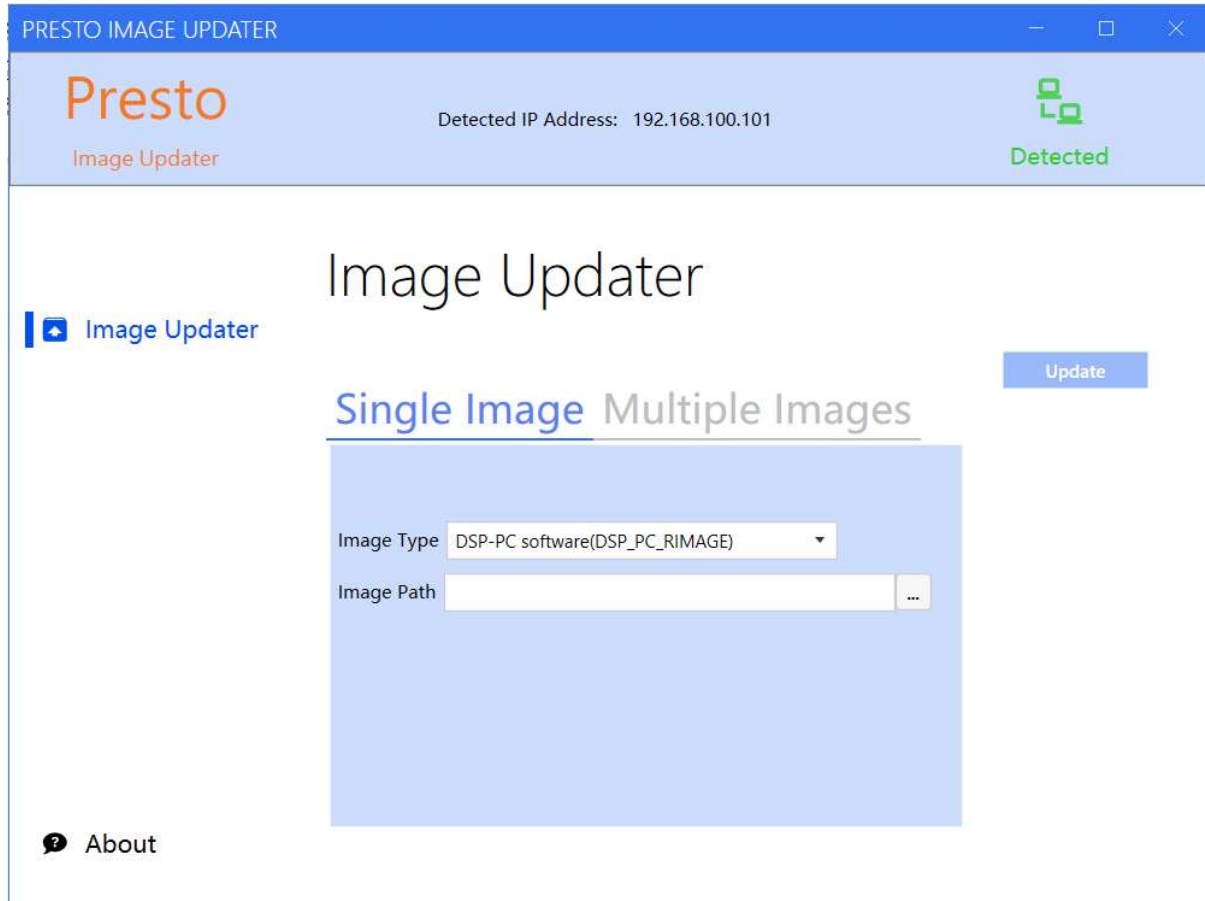 PRESTO IMAGE UPDATER
Presto
Image Updater
Detected IP Address: 192.168.100.101
Detected
Image Updater
Image Updater
Update
Single Image Multiple Images
Image Type DSP-PC software(DSP_PC_RIMAGE)
Image Path ...
About